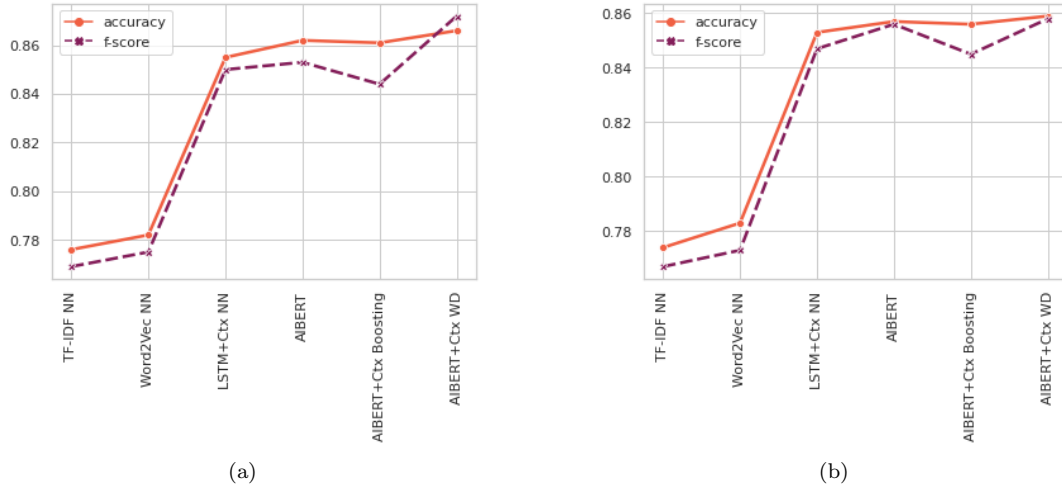 accuracy
f-score
0.86
0.84
0.82
0.80
0.78
TF-IDF NN
Word2Vec NN
LSTM+Ctx NN
AlBERT
AlBERT+Ctx Boosting
AlBERT+Ctx WD
(a)
accuracy
f-score
0.86
0.84
0.82
0.80
0.78
TF-IDF NN
Word2Vec NN
LSTM+Ctx NN
AlBERT
AlBERT+Ctx Boosting
AlBERT+Ctx WD
(b)